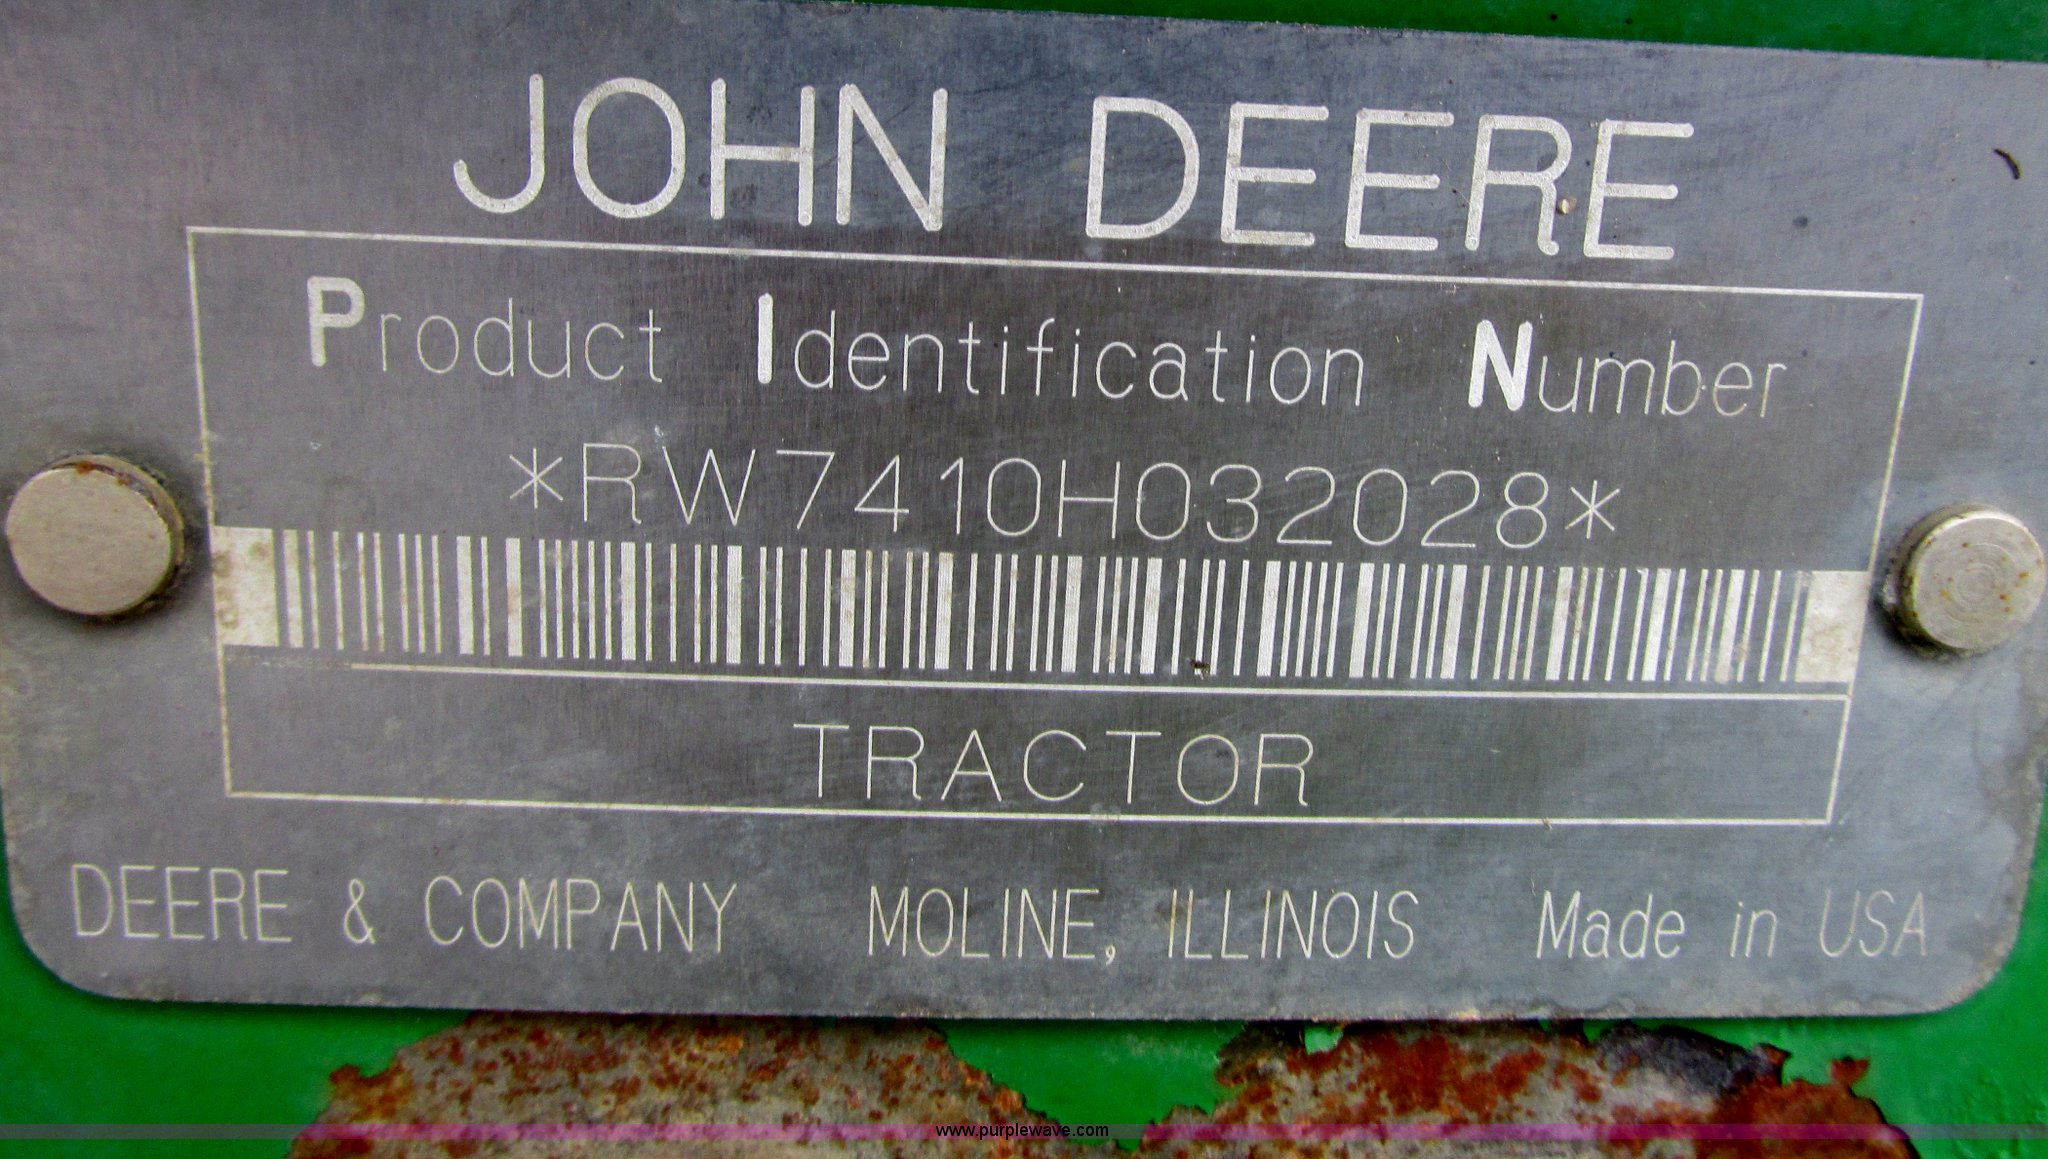 JOHN DEERE
Product Identification Number
*RW7410H032028*
TRACTOR
DEERE & COMPANY MOLINE, ILLINOIS Made in USA
www.purplewave.com